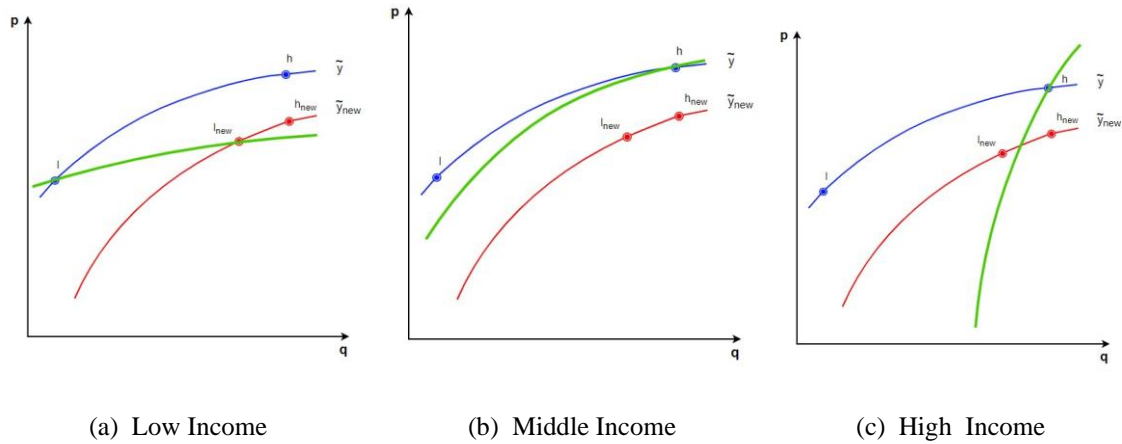 p
h
ỹ
h_new
ỹ_new
l_new
l
q
(a) Low Income
p
h
ỹ
h_new
ỹ_new
l_new
l
q
(b) Middle Income
p
h
ỹ
h_new
ỹ_new
l_new
l
q
(c) High Income